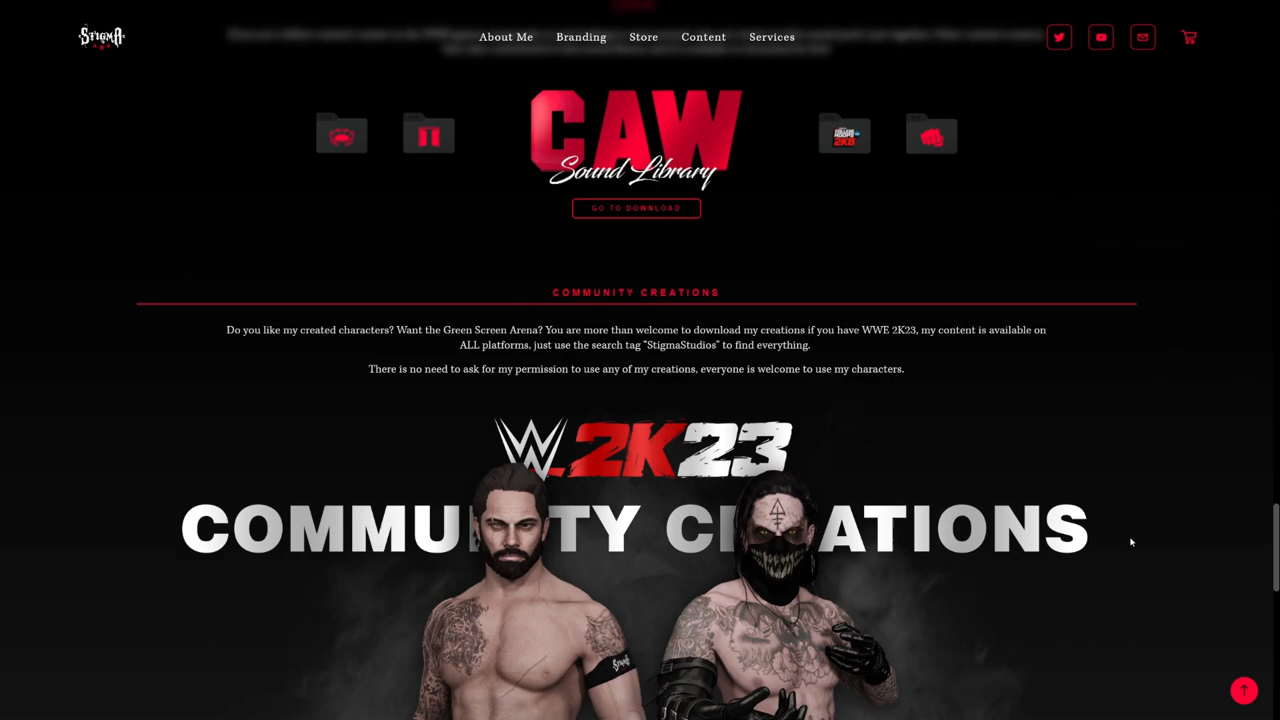 STIGMA
About Me
Branding
Store
Content
Services
CAW
Sound Library
GO TO DOWNLOAD
COMMUNITY CREATIONS
Do you like my created characters? Want the Green Screen Arena? You are more than welcome to download my creations if you have WWE 2K23, my content is available on
ALL platforms, just use the search tag "StigmaStudios" to find everything.
There is no need to ask for my permission to use any of my creations, everyone is welcome to use my characters.
W 2K23
COMMUNITY CREATIONS
STIGMA